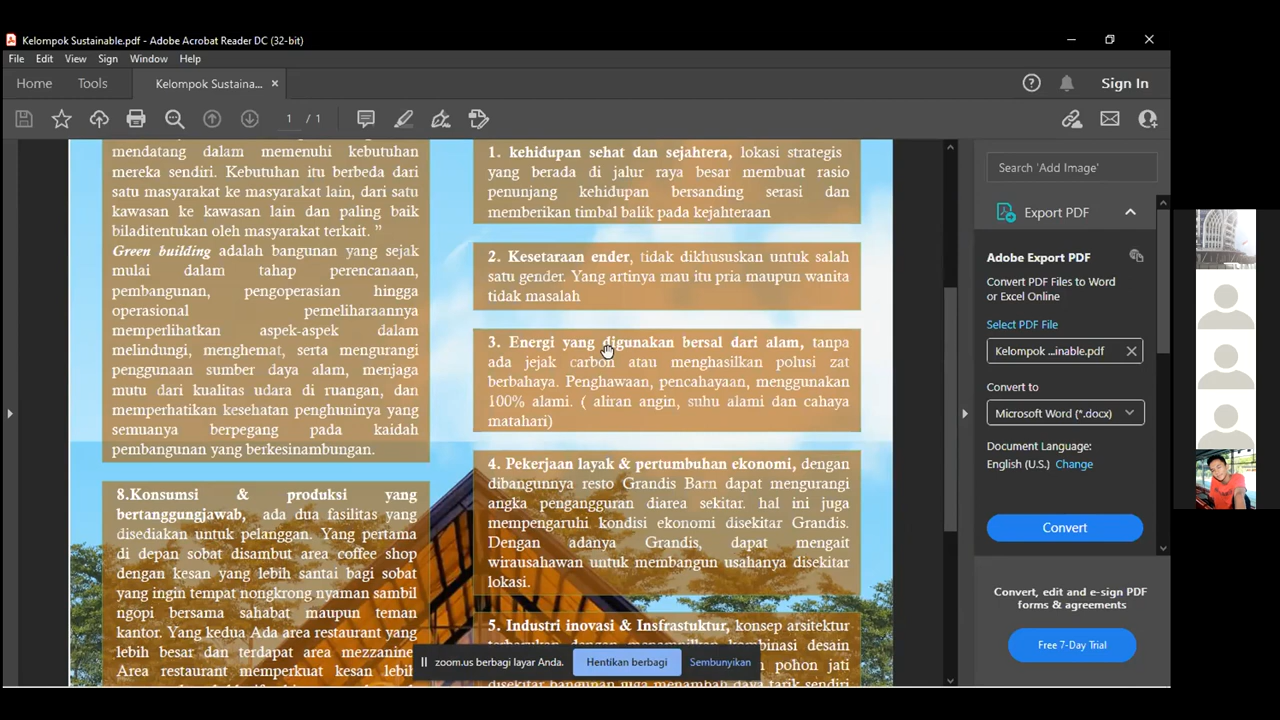 Kelompok Sustainable.pdf - Adobe Acrobat Reader DC (32-bit)
File Edit View Sign Window Help
Home Tools Kelompok Sustaina... ×
Sign In
1 / 1
mendatang dalam memenuhi kebutuhan
mereka sendiri. Kebutuhan itu berbeda dari
satu masyarakat ke masyarakat lain, dari satu
kawasan ke kawasan lain dan paling baik
biladitentukan oleh masyarakat terkait. ”
Green building adalah bangunan yang sejak
mulai dalam tahap perencanaan,
pembangunan, pengoperasian hingga
operasional pemeliharaannya
memperlihatkan aspek-aspek dalam
melindungi, menghemat, serta mengurangi
penggunaan sumber daya alam, menjaga
mutu dari kualitas udara di ruangan, dan
memperhatikan kesehatan penghuninya yang
semuanya berpegang pada kaidah
pembangunan yang berkesinambungan.
8.Konsumsi & produksi yang
bertanggungjawab, ada dua fasilitas yang
disediakan untuk pelanggan. Yang pertama
di depan sobat disambut area coffee shop
dengan kesan yang lebih santai bagi sobat
yang ingin tempat nongkrong nyaman sambil
ngopi bersama sahabat maupun teman
kantor. Yang kedua Ada area restaurant yang
lebih besar dan terdapat area mezzanine.
Area restaurant memperkuat kesan lebih
1. kehidupan sehat dan sejahtera, lokasi strategis
yang berada di jalur raya besar membuat rasio
penunjang kehidupan bersanding serasi dan
memberikan timbal balik pada kejahteraan
2. Kesetaraan ender, tidak dikhususkan untuk salah
satu gender. Yang artinya mau itu pria maupun wanita
tidak masalah
3. Energi yang digunakan bersal dari alam, tanpa
ada jejak carbon atau menghasilkan polusi zat
berbahaya. Penghawaan, pencahayaan, menggunakan
100% alami. ( aliran angin, suhu alami dan cahaya
matahari)
4. Pekerjaan layak & pertumbuhan ekonomi, dengan
dibangunnya resto Grandis Barn dapat mengurangi
angka pengangguran diarea sekitar. hal ini juga
mempengaruhi kondisi ekonomi disekitar Grandis.
Dengan adanya Grandis, dapat mengait
wirausahawan untuk membangun usahanya disekitar
lokasi.
5. Industri inovasi & Insfrastuktur, konsep arsitektur
terbarukan dengan menampilkan kombinasi desain
pohon jati
disekitar bangunan juga menambah daya tarik sendiri
zoom.us berbagi layar Anda. Hentikan berbagi Sembunyikan
Search 'Add Image'
Export PDF
Adobe Export PDF
Convert PDF Files to Word
or Excel Online
Select PDF File
Kelompok ...inable.pdf
Convert to
Microsoft Word (*.docx)
Document Language:
English (U.S.) Change
Convert
Convert, edit and e-sign PDF
forms & agreements
Free 7-Day Trial